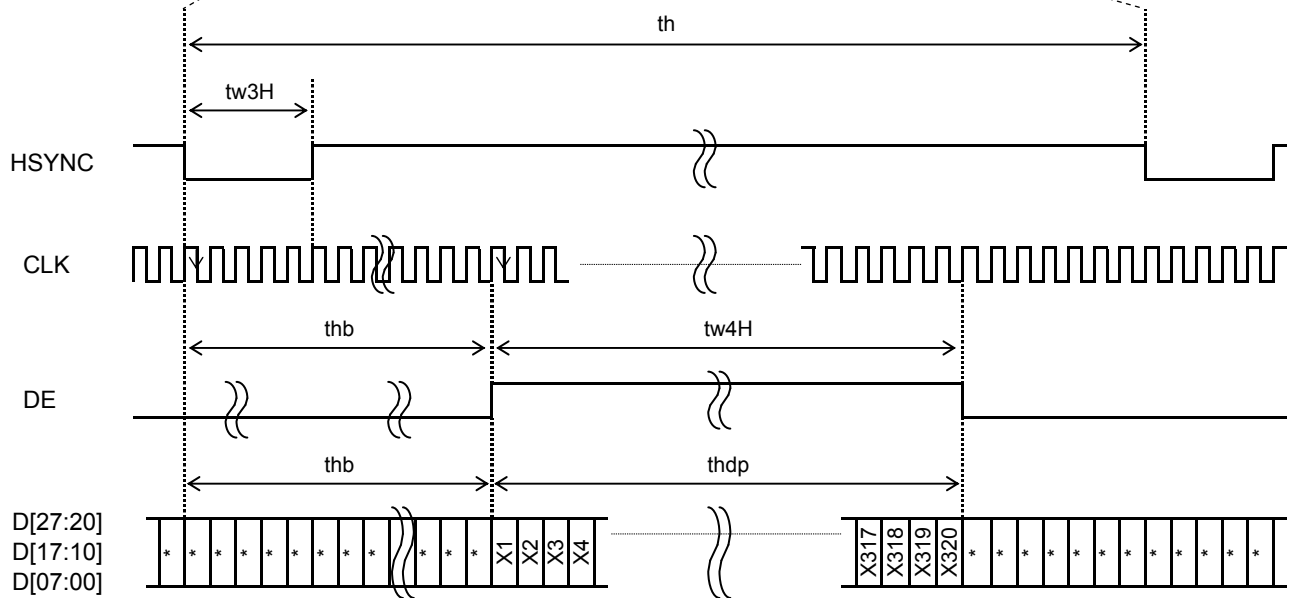 th
tw3H
HSYNC
CLK
thb
tw4H
DE
thb
thdp
D[27:20]
D[17:10]
D[07:00]
* * * * * * * * * * * * X1 X2 X3 X4 X317 X318 X319 X320 * * * * * * * * * * * *